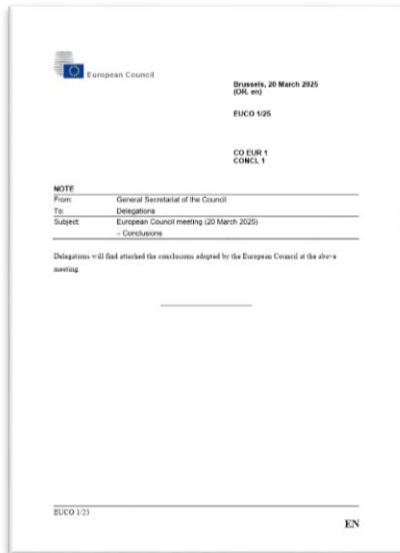 European Council
Brussels, 20 March 2025
(OR. en)
EUCO 1/25
CO EUR 1
CONCL 1
NOTE
From: General Secretariat of the Council
To: Delegations
Subject: European Council meeting (20 March 2025)
– Conclusions
Delegations will find attached the conclusions adopted by the European Council at the above
meeting.
EUCO 1/25
EN